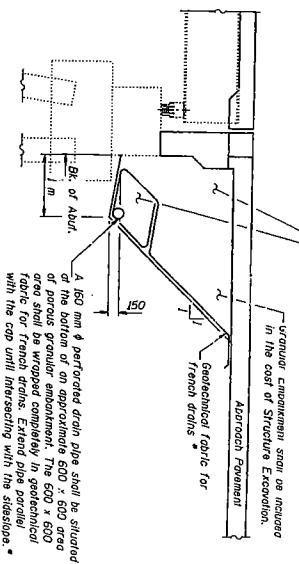 Granular Embankment shall be included
in the cost of Structure Excavation.
Approach Pavement
Geotechnical fabric for
french drains *
1
1
150
Bk. of Abut.
1 m
A 160 mm φ perforated drain pipe shall be situated
at the bottom of an approximate 600 x 600 area
of porous granular embankment. The 600 x 600
area shall be wrapped completely in geotechnical
fabric for french drains. Extend pipe parallel
with the cap until intersecting with the sideslope. *